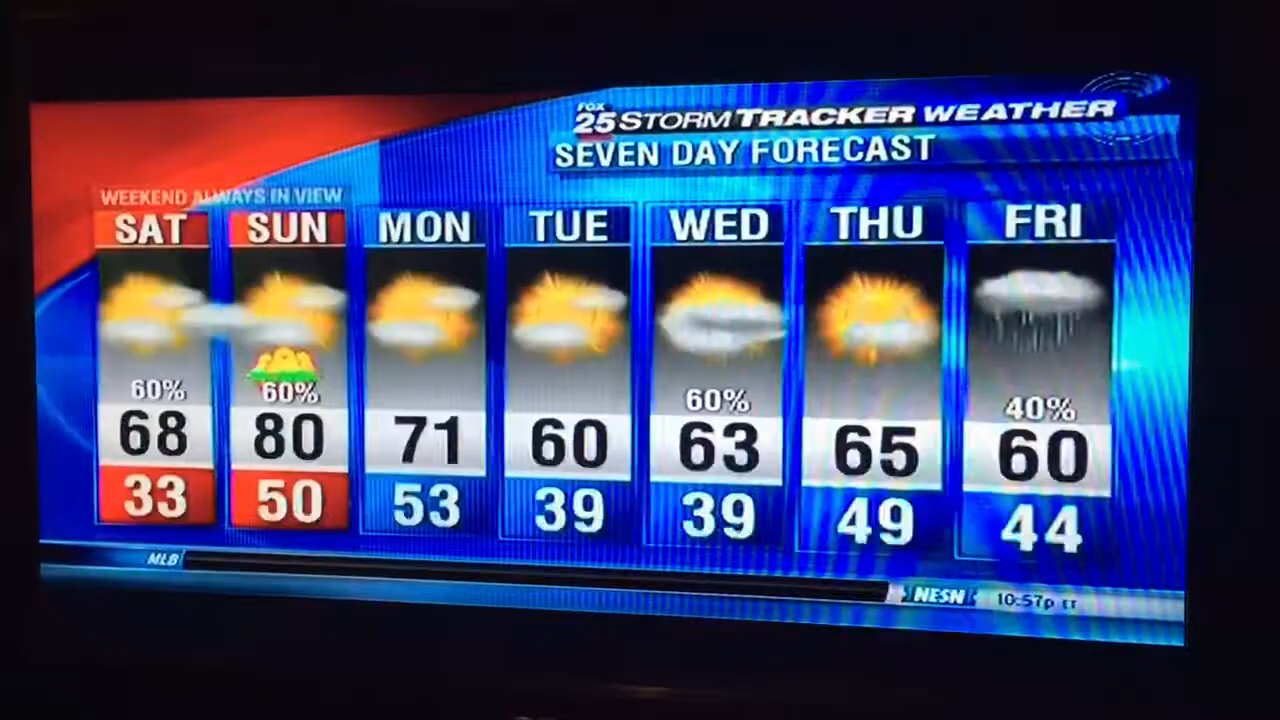 FOX
25 STORM TRACKER WEATHER
SEVEN DAY FORECAST
WEEKEND ALWAYS IN VIEW
SAT SUN MON TUE WED THU FRI
60% 60% 60% 40%
68 80 71 60 63 65 60
33 50 53 39 39 49 44
MLB
NESN 10:57p ET